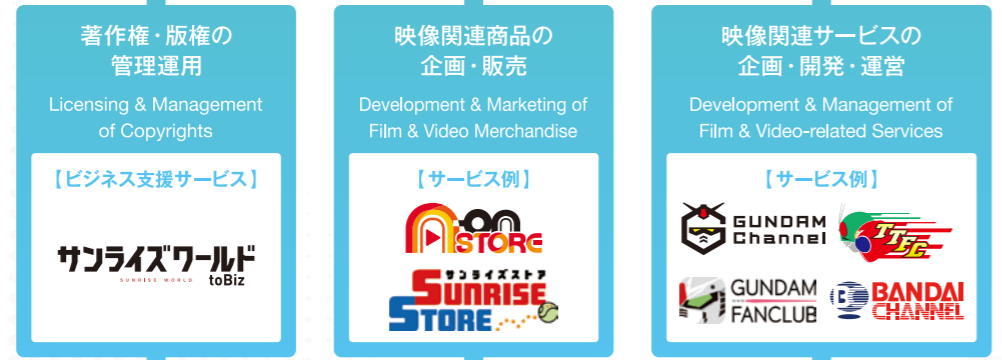 著作権・版権の
管理運用
Licensing & Management
of Copyrights
【ビジネス支援サービス】
サンライズワールド
SUNRISE WORLD
toBiz
映像関連商品の
企画・販売
Development & Marketing of
Film & Video Merchandise
【サービス例】
A-on
STORE
サンライズストア
SUNRISE
STORE
映像関連サービスの
企画・開発・運営
Development & Management of
Film & Video-related Services
【サービス例】
GUNDAM
Channel
TTFC
GUNDAM
FANCLUB
B
BANDAI
CHANNEL